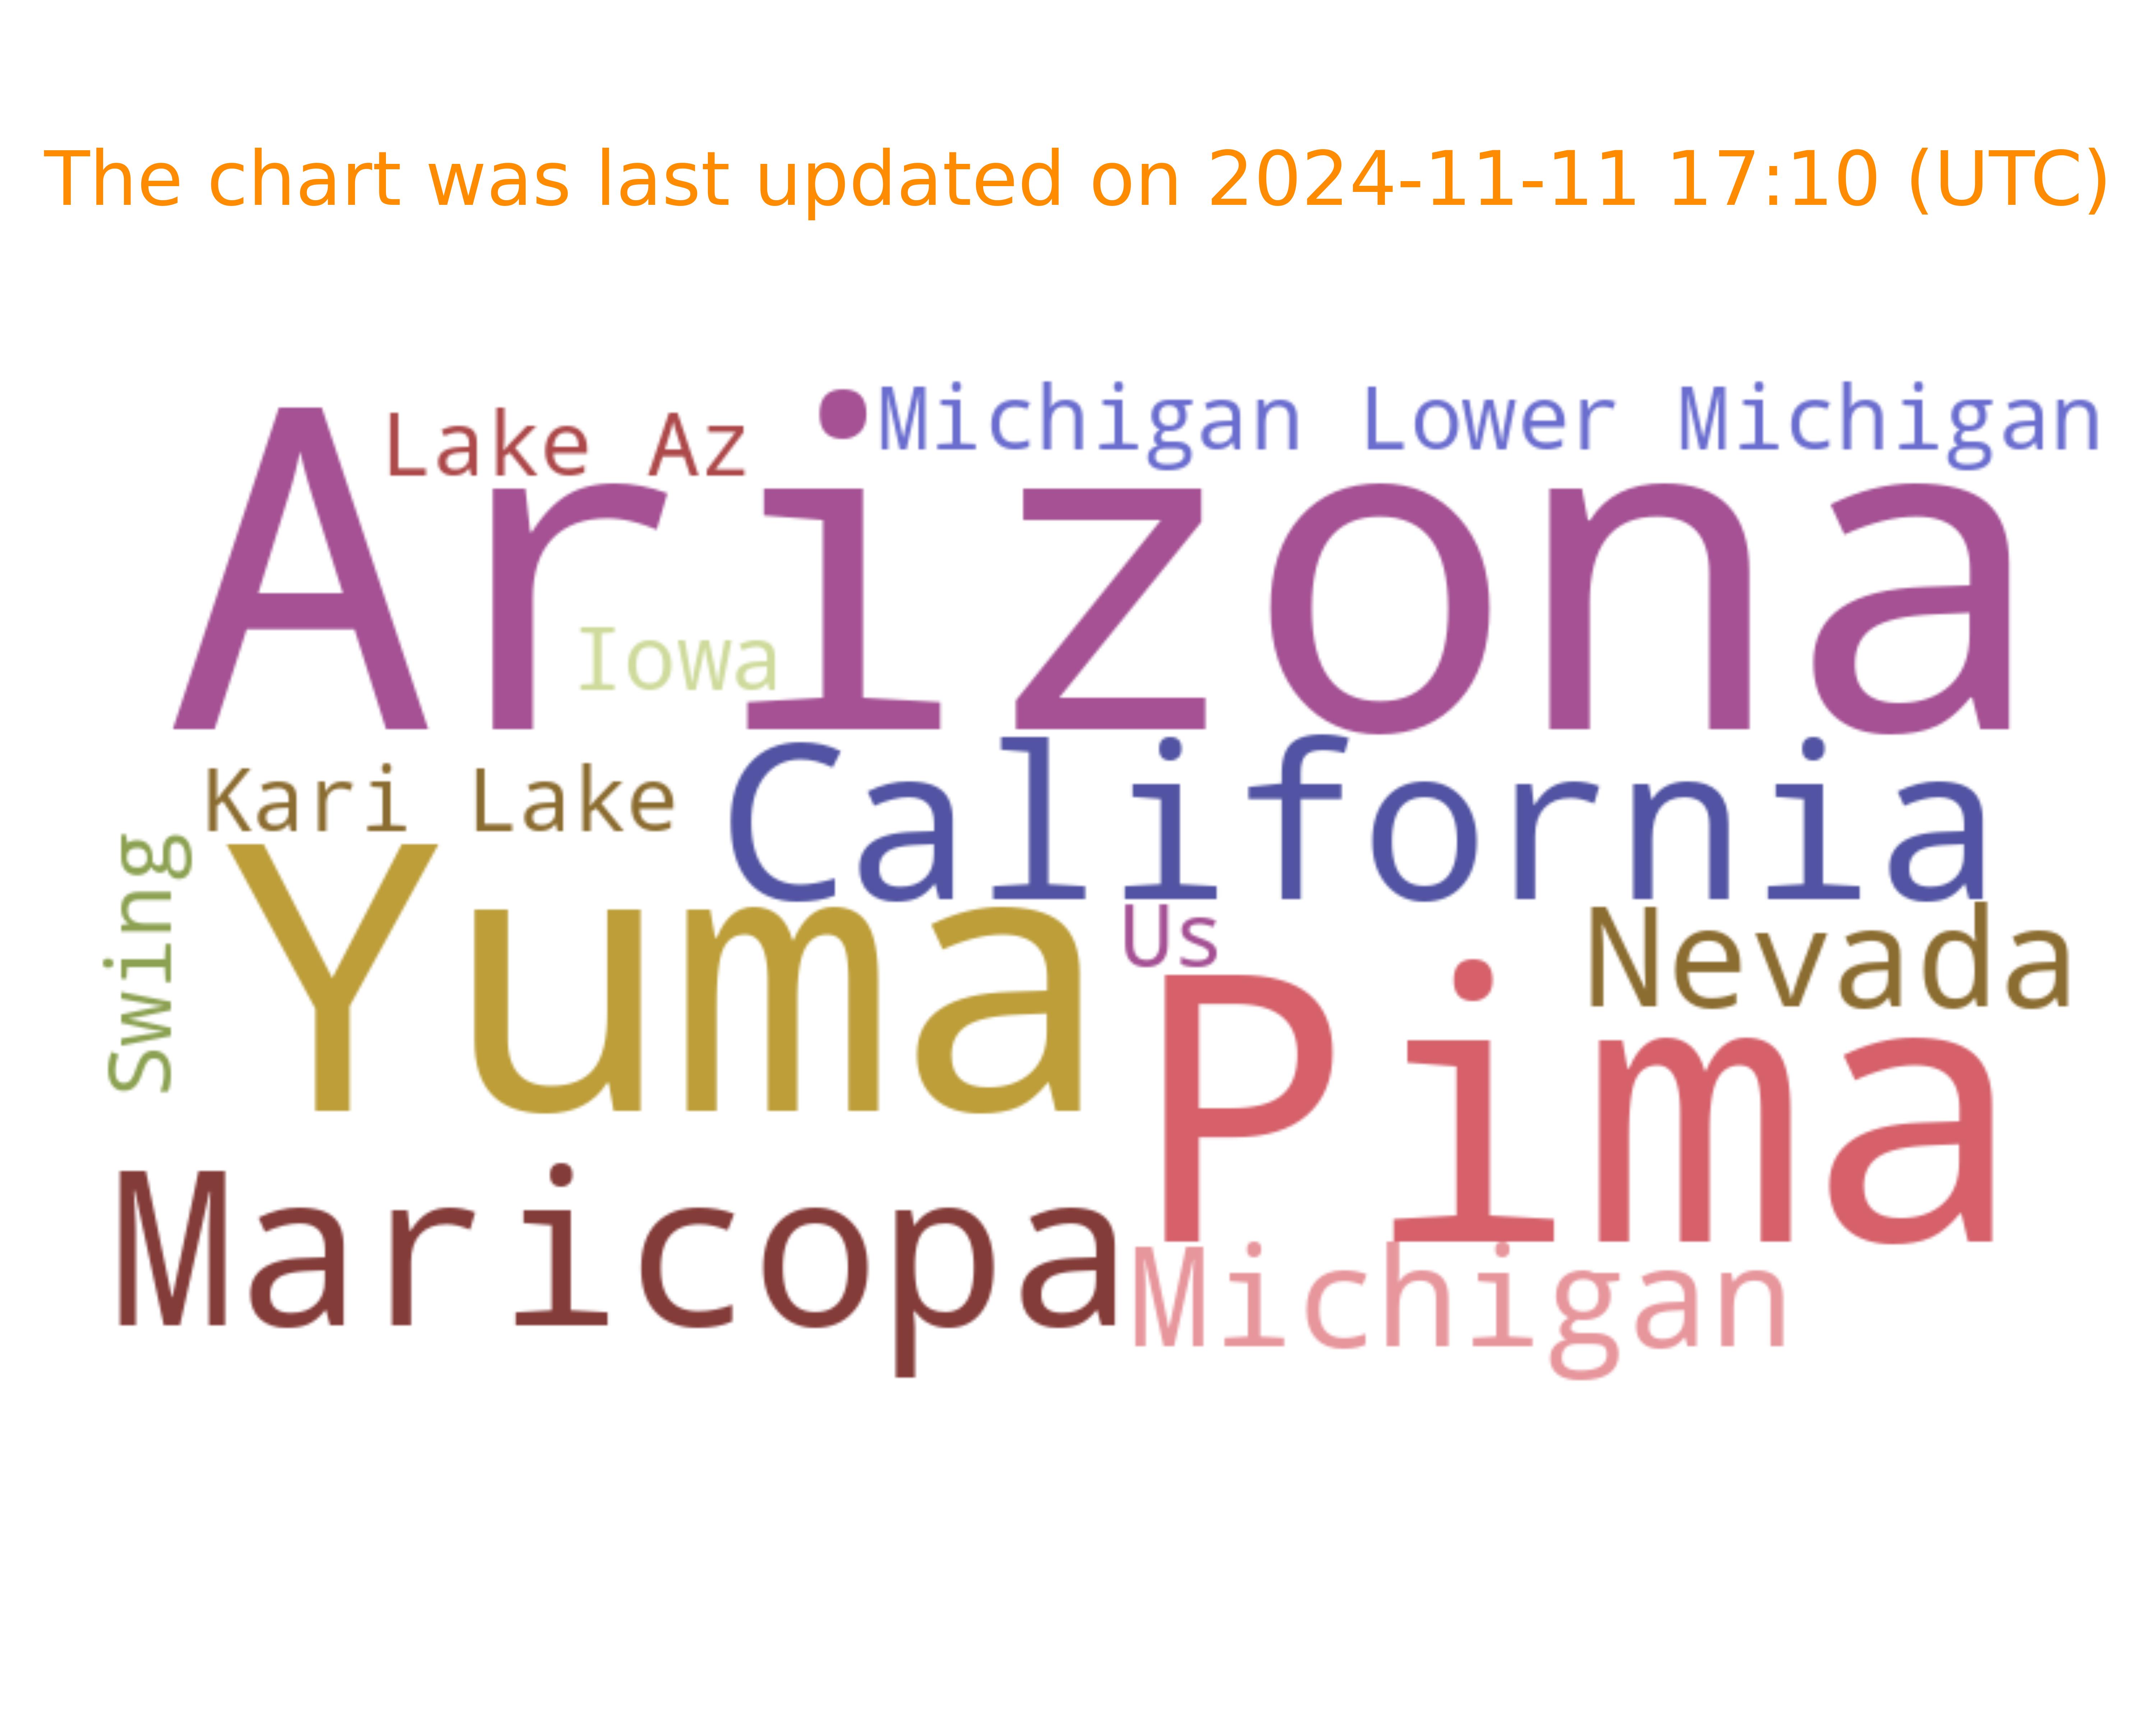 The chart was last updated on 2024-11-11 17:10 (UTC)
Lake Az
Michigan Lower Michigan
Arizona
Iowa
California
Kari Lake
Swing
Yuma
Us
Nevada
Pima
Maricopa
Michigan